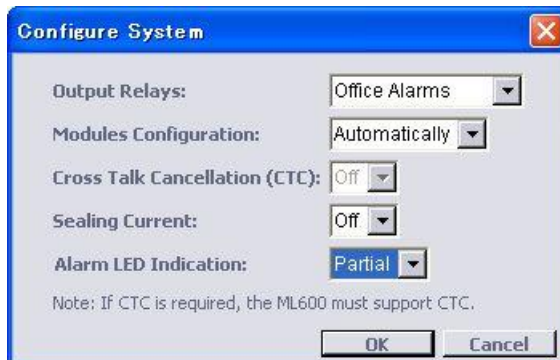 Configure System
Output Relays: Office Alarms
Modules Configuration: Automatically
Cross Talk Cancellation (CTC): Off
Sealing Current: Off
Alarm LED Indication: Partial
Note: If CTC is required, the ML600 must support CTC.
OK Cancel